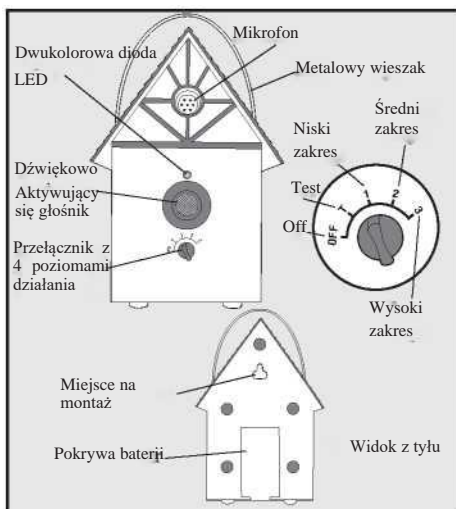 Mikrofon
Dwukolorowa dioda
LED
Metalowy wieszak
Średni
zakres
Niski
zakres
Dźwiękowo
Aktywujący
się głośnik
Test
Off
OFF
T
1
2
3
Przełącznik z
4 poziomami
działania
Wysoki
zakres
Miejsce na
montaż
Pokrywa baterii
Widok z tyłu